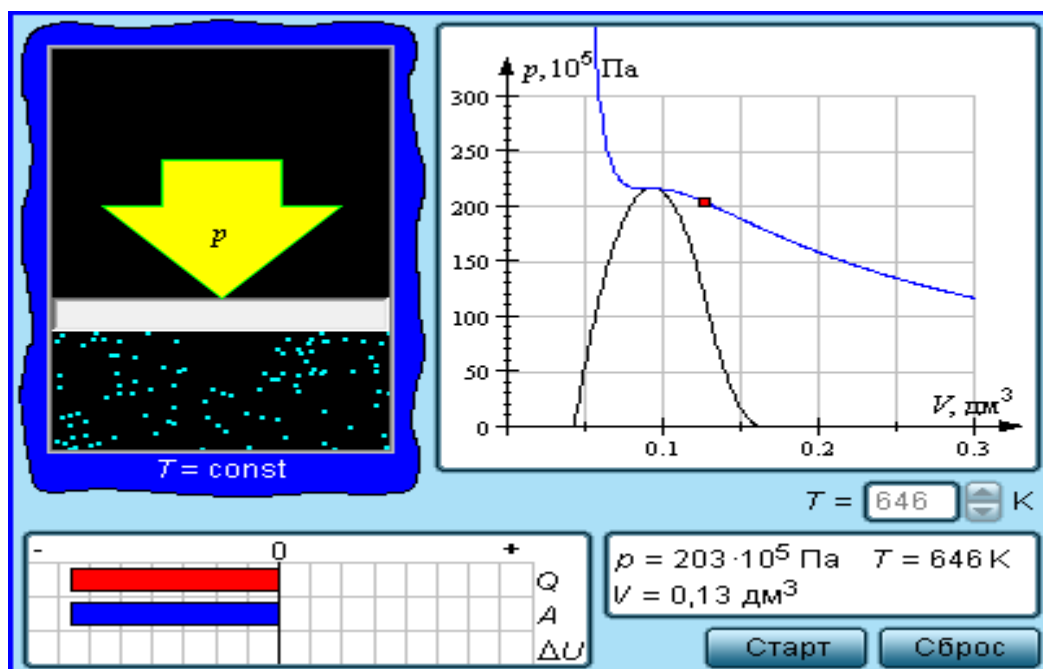 p
T = const
p, 10⁵ Па
300
250
200
150
100
50
0
0.1
0.2
0.3
V, дм³
T = 646 K
- 0 +
Q
A
ΔU
p = 203·10⁵ Па T = 646 K
V = 0,13 дм³
Старт Сброс